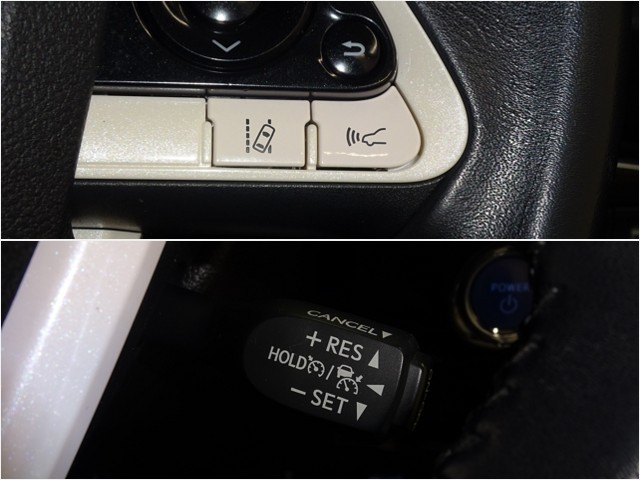 POWER
CANCEL
+ RES
HOLD /
− SET